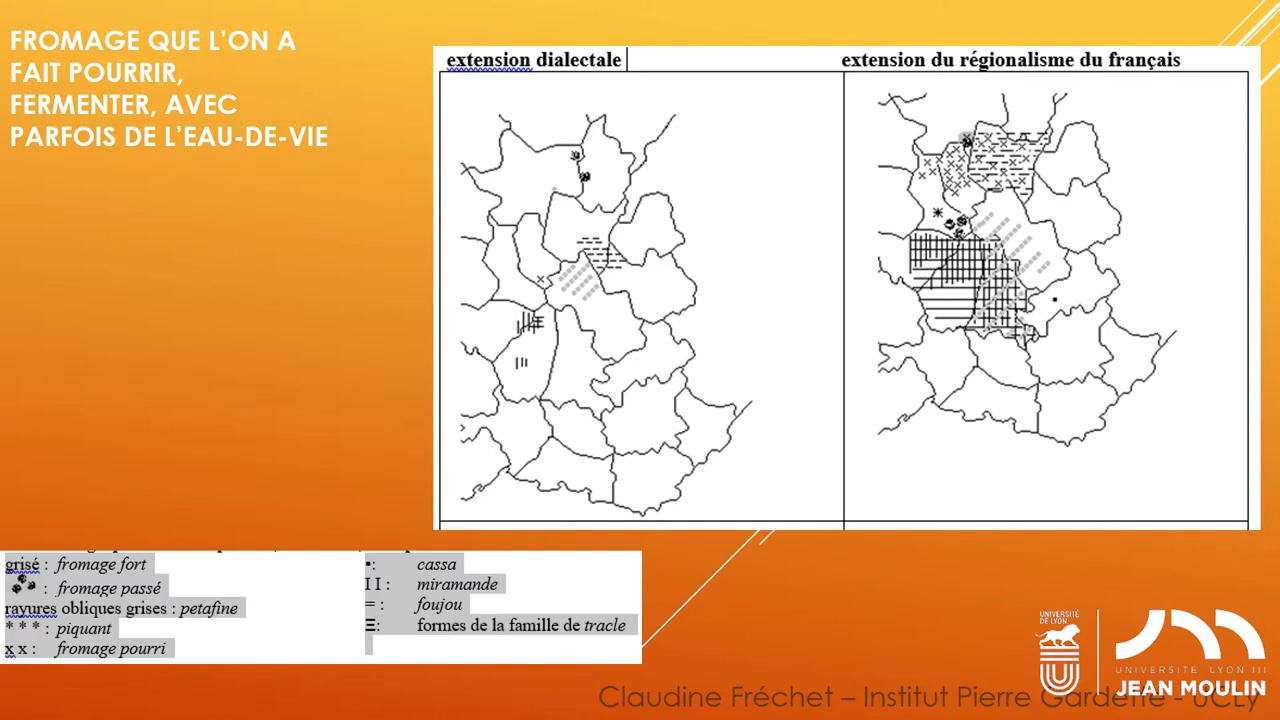 FROMAGE QUE L'ON A
FAIT POURRIR,
FERMENTER, AVEC
PARFOIS DE L'EAU-DE-VIE
extension dialectale
extension du régionalisme du français
grisé : fromage fort
: fromage passé
rayures obliques grises : petafine
* * * : piquant
x x : fromage pourri
▪: cassa
I I : miramande
= : foujou
Ξ: formes de la famille de tracle
UNIVERSITÉ
DE LYON
UNIVERSITÉ LYON III
JEAN MOULIN
Claudine Fréchet – Institut Pierre Gardette - UCLy